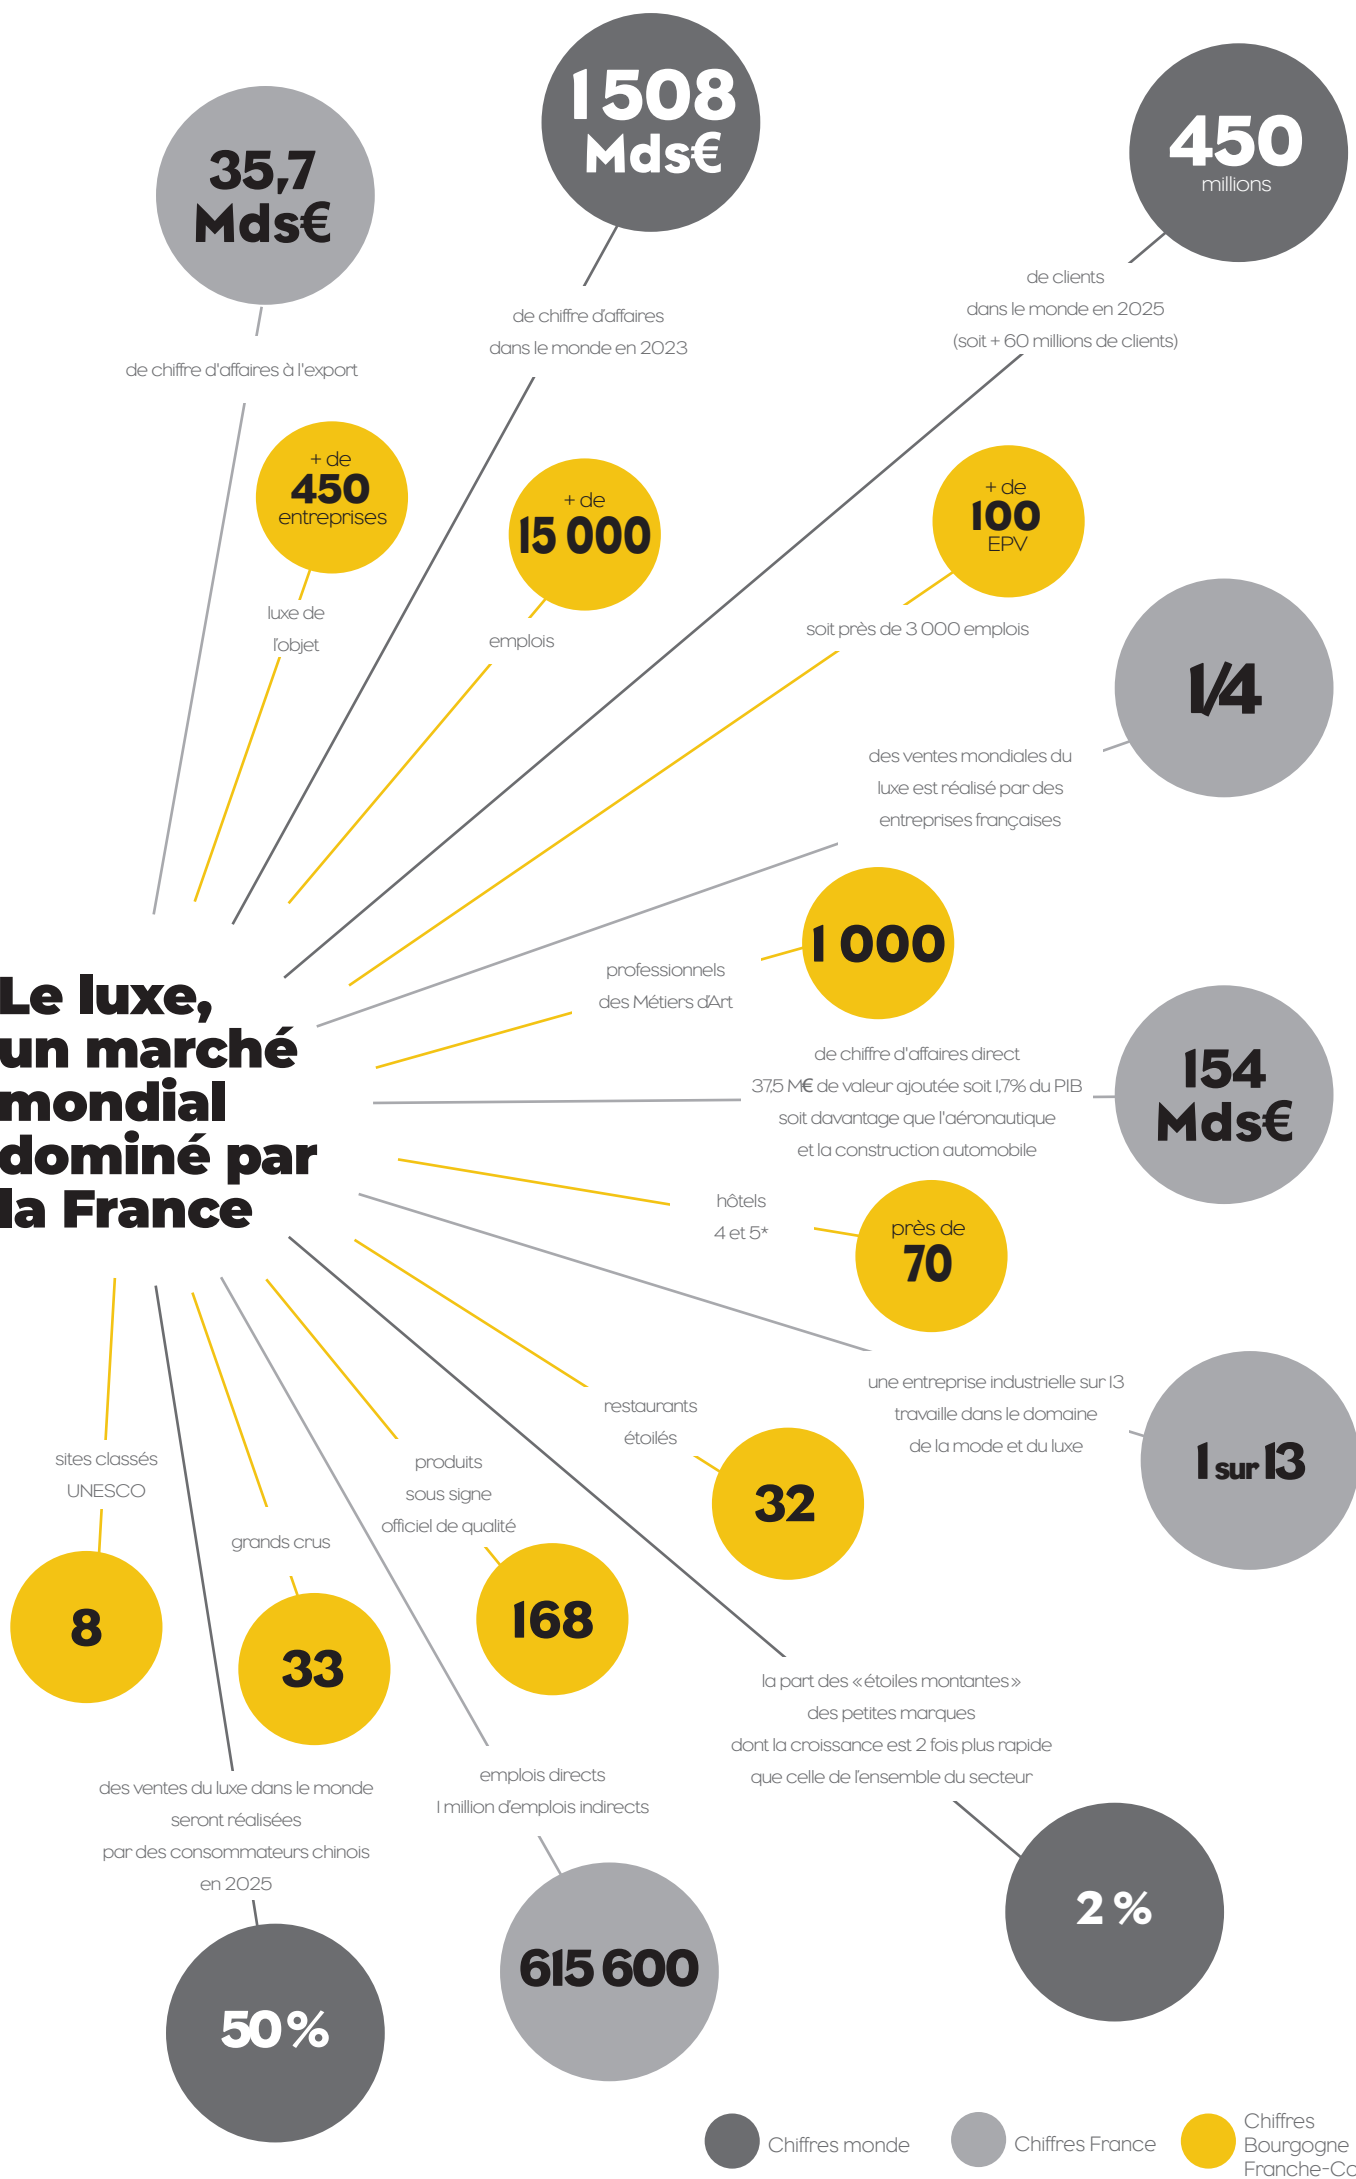 1 508
Mds€
450
millions
35,7
Mds€
de clients
dans le monde en 2025
(soit + 60 millions de clients)
de chiffre d'affaires
dans le monde en 2023
de chiffre d'affaires à l'export
+ de
450
entreprises
+ de
15 000
+ de
100
EPV
luxe de
l'objet
emplois
soit près de 3 000 emplois
1/4
des ventes mondiales du
luxe est réalisé par des
entreprises françaises
1 000
professionnels
des Métiers d'Art
Le luxe,
un marché
mondial
dominé par
la France
de chiffre d'affaires direct
37,5 M€ de valeur ajoutée soit 1,7% du PIB
soit davantage que l'aéronautique
et la construction automobile
154
Mds€
hôtels
4 et 5*
près de
70
une entreprise industrielle sur 13
travaille dans le domaine
de la mode et du luxe
1 sur 13
restaurants
étoilés
32
sites classés
UNESCO
8
grands crus
33
produits
sous signe
officiel de qualité
168
la part des « étoiles montantes »
des petites marques
dont la croissance est 2 fois plus rapide
que celle de l'ensemble du secteur
2 %
des ventes du luxe dans le monde
seront réalisées
par des consommateurs chinois
en 2025
50 %
emplois directs
1 million d'emplois indirects
615 600
Chiffres monde
Chiffres France
Chiffres
Bourgogne
Franche-Co